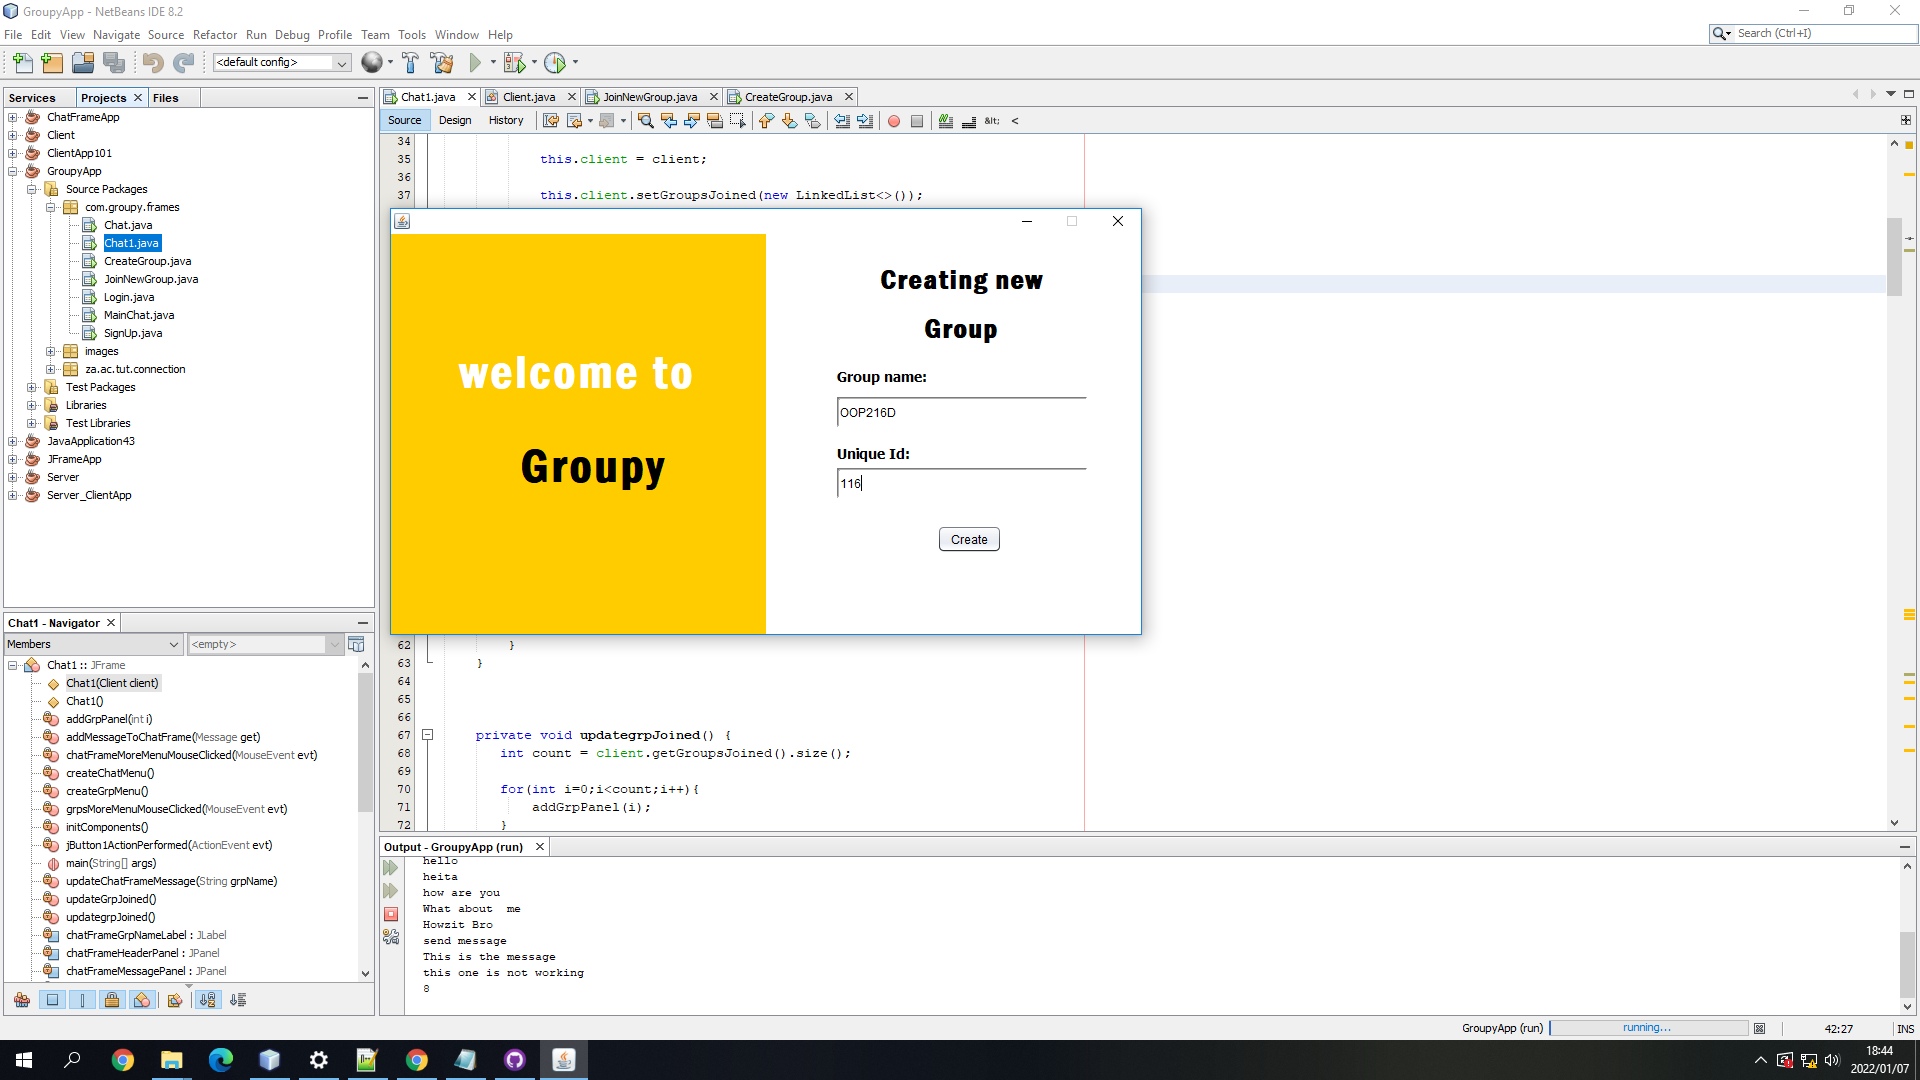 GroupyApp - NetBeans IDE 8.2
File Edit View Navigate Source Refactor Run Debug Profile Team Tools Window Help
Search (Ctrl+I)
<default config>
Services Projects Files
Chat1.java Client.java JoinNewGroup.java CreateGroup.java
Source Design History
&lt; <
ChatFrameApp
Client
ClientApp101
GroupyApp
Source Packages
com.groupy.frames
Chat.java
Chat1.java
CreateGroup.java
JoinNewGroup.java
Login.java
MainChat.java
SignUp.java
images
za.ac.tut.connection
Test Packages
Libraries
Test Libraries
JavaApplication43
JFrameApp
Server
Server_ClientApp
34
35 this.client = client;
36
37 this.client.setGroupsJoined(new LinkedList<>());
welcome to
Groupy
Creating new
Group
Group name:
OOP216D
Unique Id:
116
Create
62 }
63 }
64
65
66
67 private void updategrpJoined() {
68 int count = client.getGroupsJoined().size();
69
70 for(int i=0;i<count;i++){
71 addGrpPanel(i);
72 }
Chat1 - Navigator
Members <empty>
Chat1 :: JFrame
Chat1(Client client)
Chat1()
addGrpPanel(int i)
addMessageToChatFrame(Message get)
chatFrameMoreMenuMouseClicked(MouseEvent evt)
createChatMenu()
createGrpMenu()
grpsMoreMenuMouseClicked(MouseEvent evt)
initComponents()
jButton1ActionPerformed(ActionEvent evt)
main(String[] args)
updateChatFrameMessage(String grpName)
updateGrpJoined()
updategrpJoined()
chatFrameGrpNameLabel : JLabel
chatFrameHeaderPanel : JPanel
chatFrameMessagePanel : JPanel
Output - GroupyApp (run)
hello
heita
how are you
What about  me
Howzit Bro
send message
This is the message
this one is not working
8
GroupyApp (run) running... 42:27 INS
18:44
2022/01/07